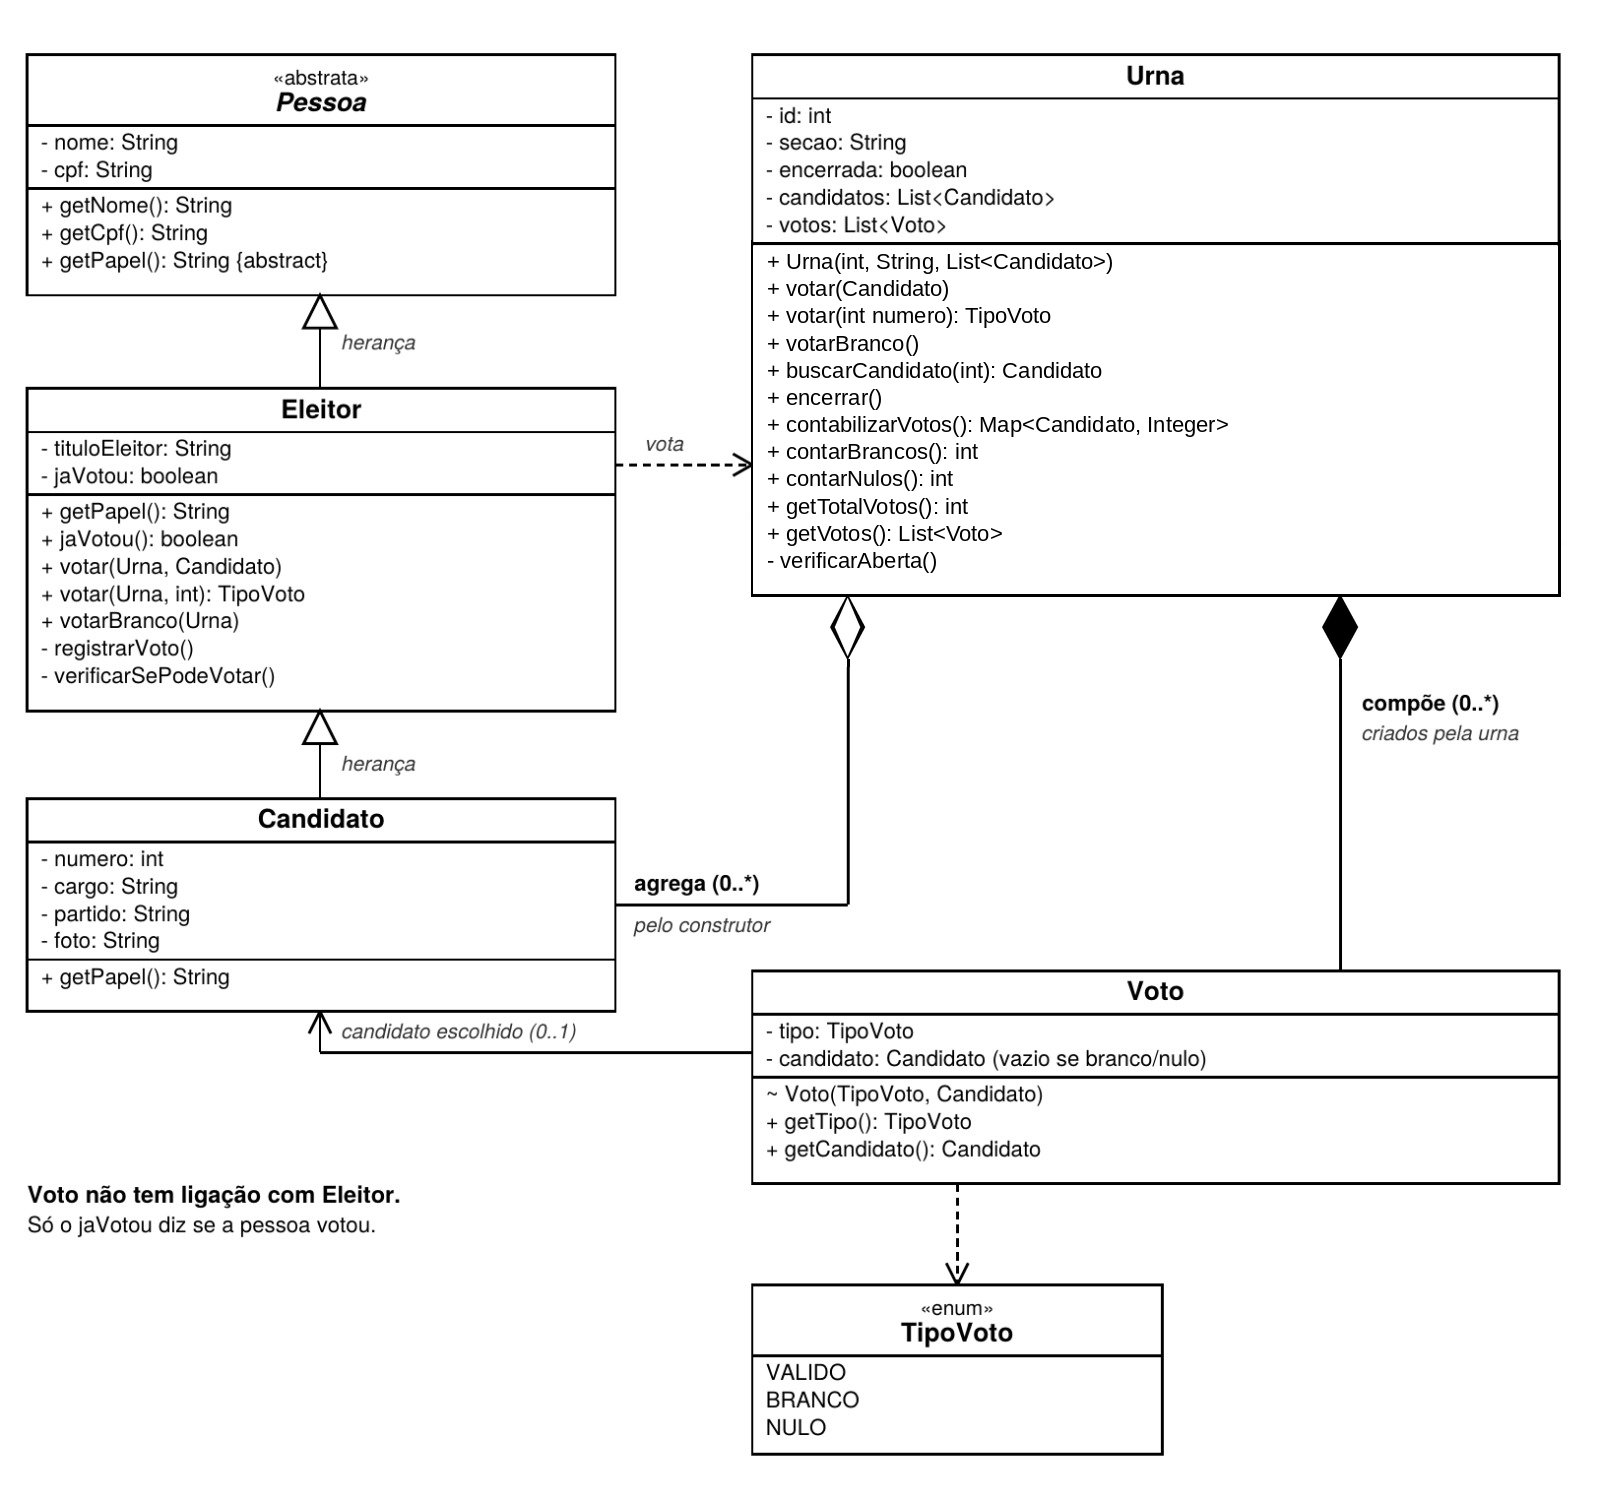 «abstrata»
Pessoa
- nome: String
- cpf: String
+ getNome(): String
+ getCpf(): String
+ getPapel(): String {abstract}
herança
Eleitor
- tituloEleitor: String
- jaVotou: boolean
+ getPapel(): String
+ jaVotou(): boolean
+ votar(Urna, Candidato)
+ votar(Urna, int): TipoVoto
+ votarBranco(Urna)
- registrarVoto()
- verificarSePodeVotar()
herança
Candidato
- numero: int
- cargo: String
- partido: String
- foto: String
+ getPapel(): String
vota
Urna
- id: int
- secao: String
- encerrada: boolean
- candidatos: List<Candidato>
- votos: List<Voto>
+ Urna(int, String, List<Candidato>)
+ votar(Candidato)
+ votar(int numero): TipoVoto
+ votarBranco()
+ buscarCandidato(int): Candidato
+ encerrar()
+ contabilizarVotos(): Map<Candidato, Integer>
+ contarBrancos(): int
+ contarNulos(): int
+ getTotalVotos(): int
+ getVotos(): List<Voto>
- verificarAberta()
compõe (0..*)
criados pela urna
agrega (0..*)
pelo construtor
candidato escolhido (0..1)
Voto
- tipo: TipoVoto
- candidato: Candidato (vazio se branco/nulo)
~ Voto(TipoVoto, Candidato)
+ getTipo(): TipoVoto
+ getCandidato(): Candidato
Voto não tem ligação com Eleitor.
Só o jaVotou diz se a pessoa votou.
«enum»
TipoVoto
VALIDO
BRANCO
NULO